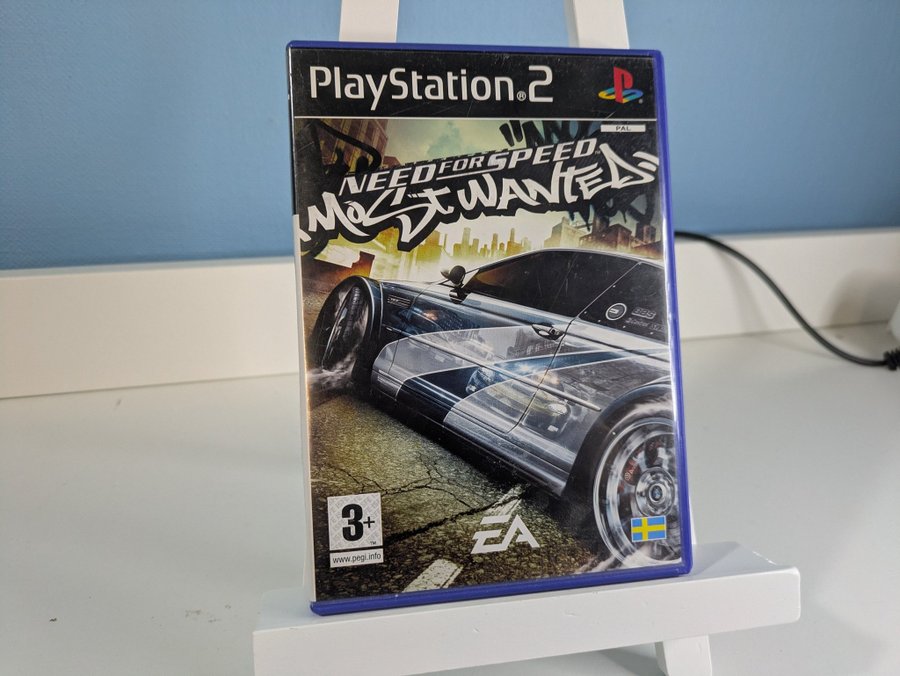 PlayStation®2
PAL
NEED FOR SPEED
MOST WANTED
3+
www.pegi.info
EA